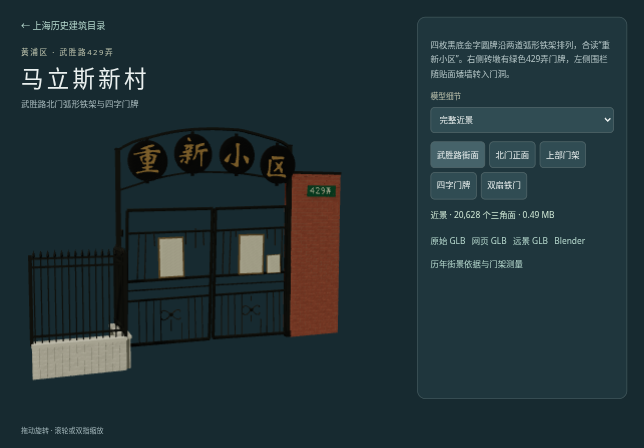 ← 上海历史建筑目录
黄浦区 · 武胜路429弄
马立斯新村
武胜路北门弧形铁架与四字门牌
重新小区
429弄
四枚黑底金字圆牌沿两道弧形铁架排列，合读“重
新小区”。右侧砖墩有绿色429弄门牌，左侧围栏
随贴面矮墙转入门洞。
模型细节
完整近景
武胜路街面 北门正面 上部门架
四字门牌 双扇铁门
近景 · 20,628 个三角面 · 0.49 MB
原始 GLB 网页 GLB 远景 GLB Blender
历年街景依据与门架测量
拖动旋转 · 滚轮或双指缩放